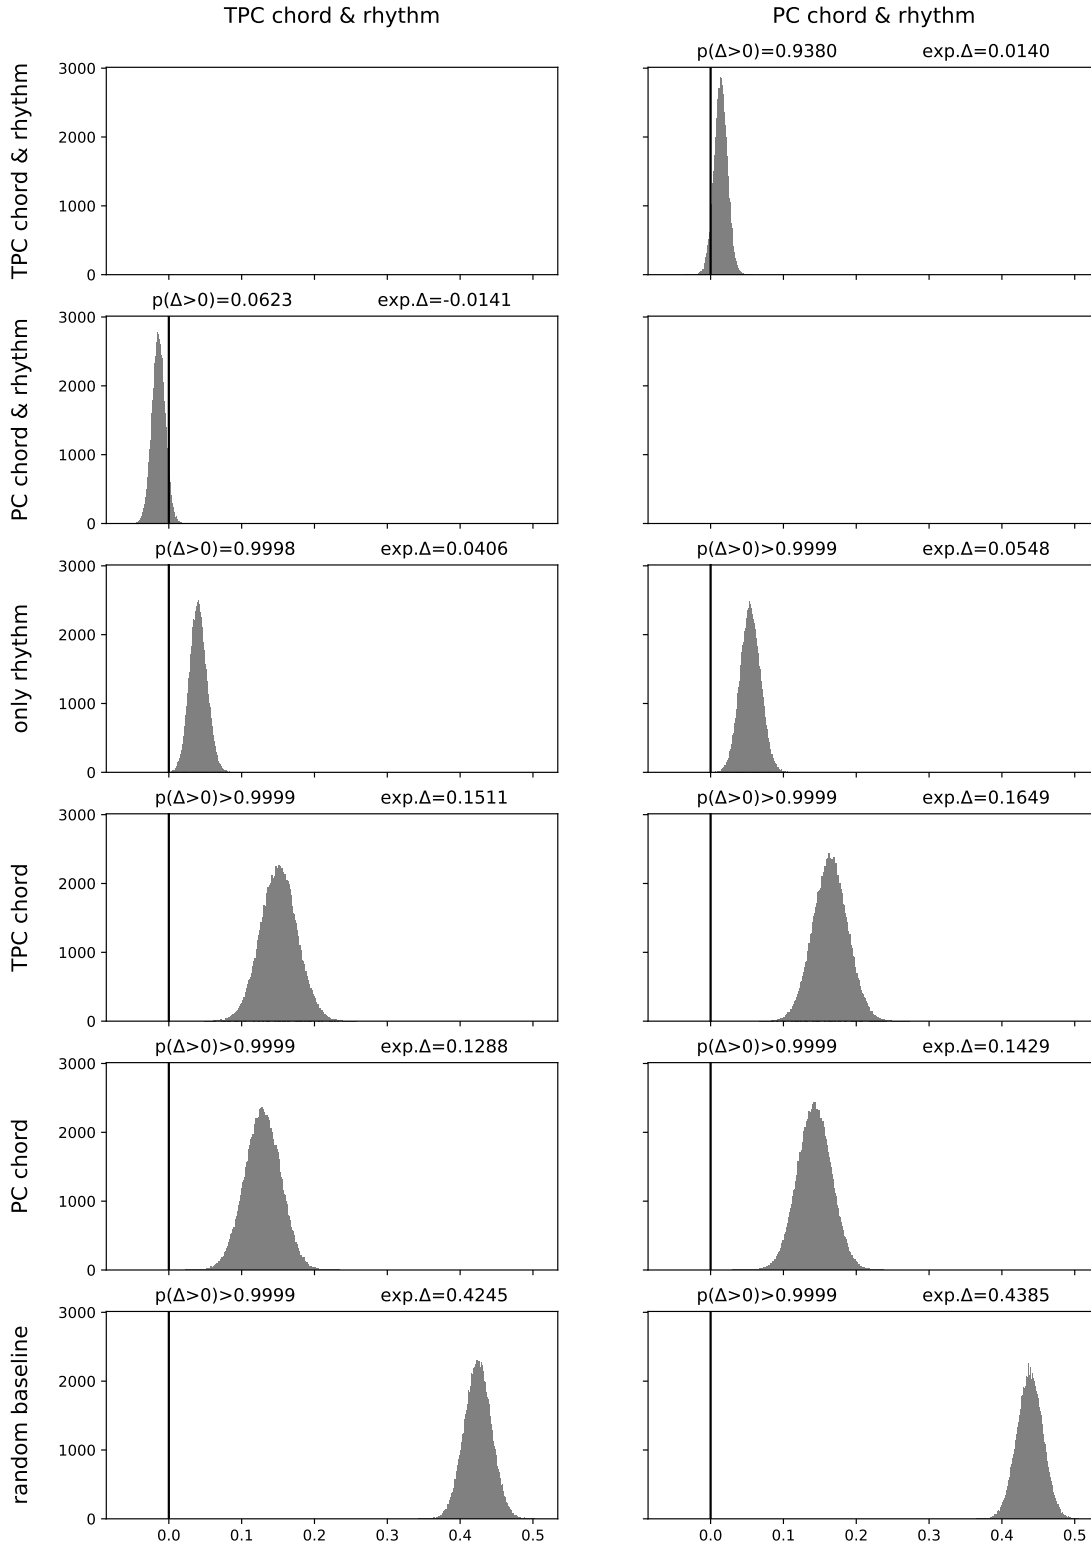 TPC chord & rhythm PC chord & rhythm
p(Δ>0)=0.9380 exp.Δ=0.0140
TPC chord & rhythm
3000
2000
1000
0
p(Δ>0)=0.0623 exp.Δ=-0.0141
PC chord & rhythm
3000
2000
1000
0
p(Δ>0)=0.9998 exp.Δ=0.0406 p(Δ>0)>0.9999 exp.Δ=0.0548
only rhythm
3000
2000
1000
0
p(Δ>0)>0.9999 exp.Δ=0.1511 p(Δ>0)>0.9999 exp.Δ=0.1649
TPC chord
3000
2000
1000
0
p(Δ>0)>0.9999 exp.Δ=0.1288 p(Δ>0)>0.9999 exp.Δ=0.1429
PC chord
3000
2000
1000
0
p(Δ>0)>0.9999 exp.Δ=0.4245 p(Δ>0)>0.9999 exp.Δ=0.4385
random baseline
3000
2000
1000
0
0.0 0.1 0.2 0.3 0.4 0.5 0.0 0.1 0.2 0.3 0.4 0.5